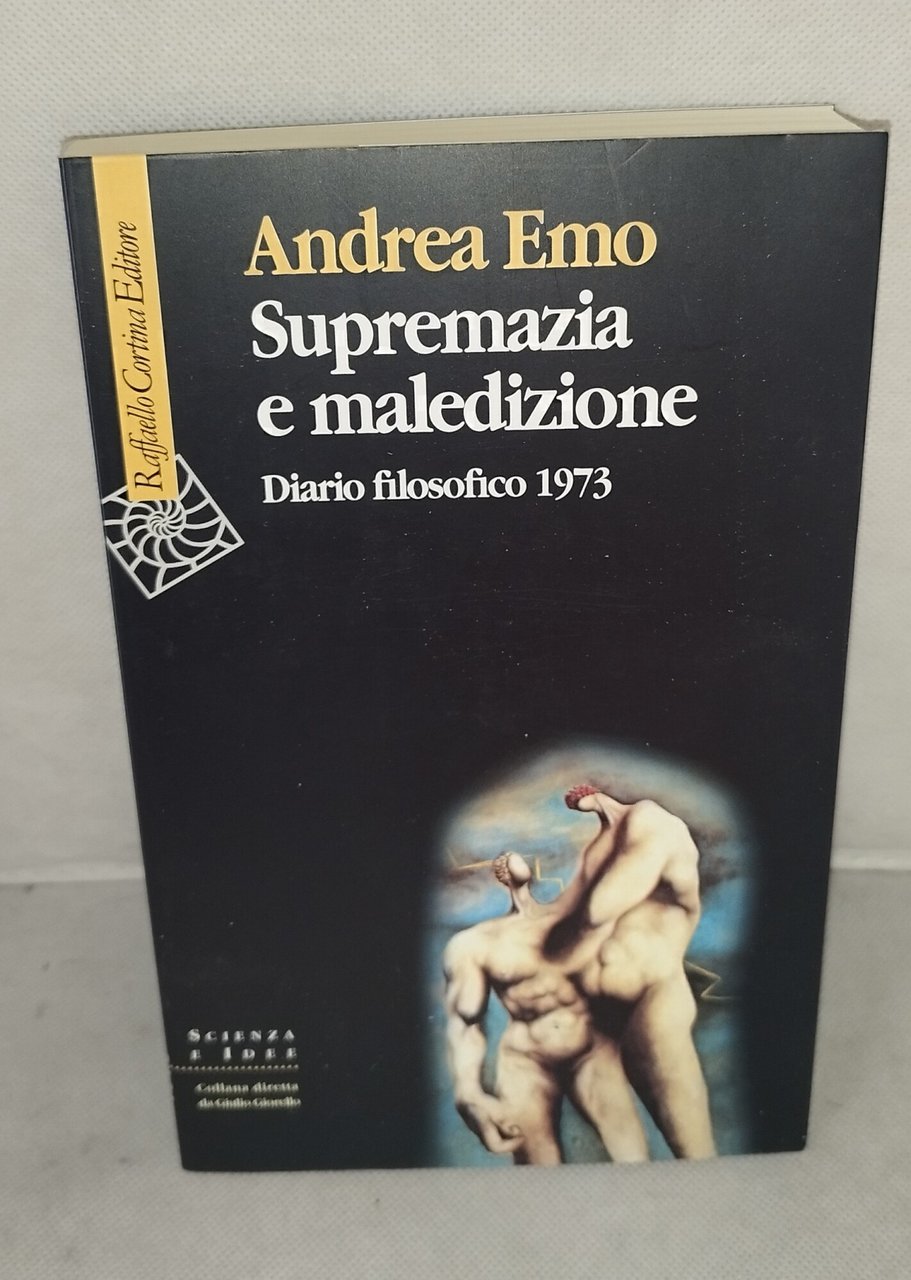 Andrea Emo
Supremazia
e maledizione
Diario filosofico 1973
Raffaello Cortina Editore
SCIENZA
E IDEE
Collana diretta
da Giulio Giorello